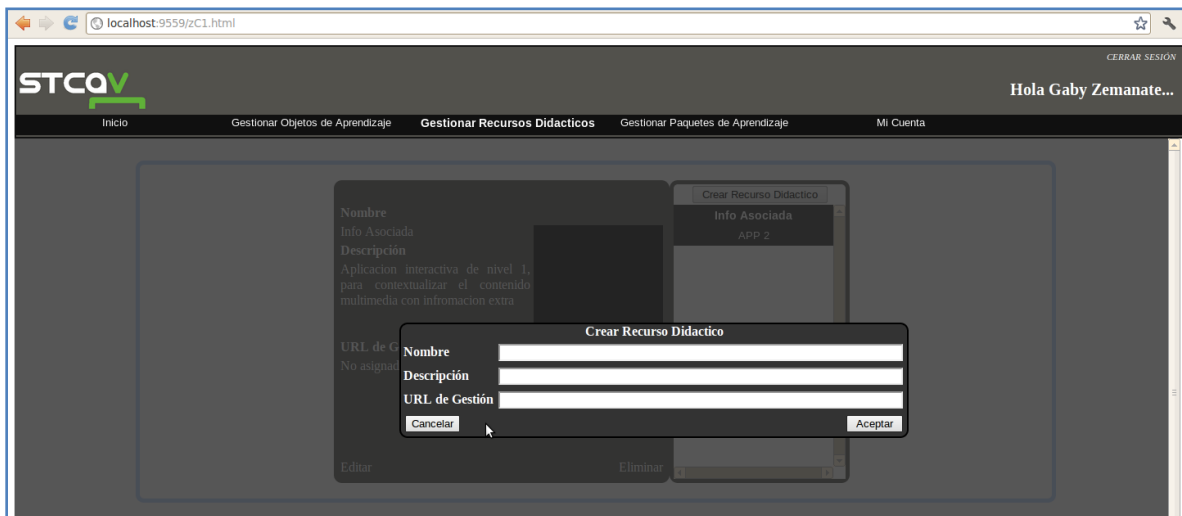 localhost:9559/zC1.html
CERRAR SESIÓN
STCAV
Hola Gaby Zemanate...
Inicio Gestionar Objetos de Aprendizaje Gestionar Recursos Didacticos Gestionar Paquetes de Aprendizaje Mi Cuenta
Crear Recurso Didactico
Nombre
Info Asociada
Info Asociada
APP 2
Descripción
Aplicacion interactiva de nivel 1,
para contextualizar el contenido
multimedia con infromacion extra
URL de G
No asignad
Crear Recurso Didactico
Nombre
Descripción
URL de Gestión
Cancelar Aceptar
Editar Eliminar